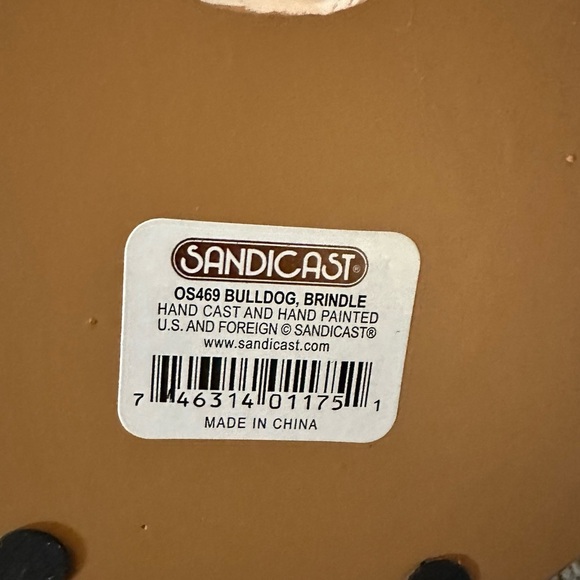 SANDICAST®
OS469 BULLDOG, BRINDLE
HAND CAST AND HAND PAINTED
U.S. AND FOREIGN © SANDICAST®
www.sandicast.com
7 46314 01175 1
MADE IN CHINA